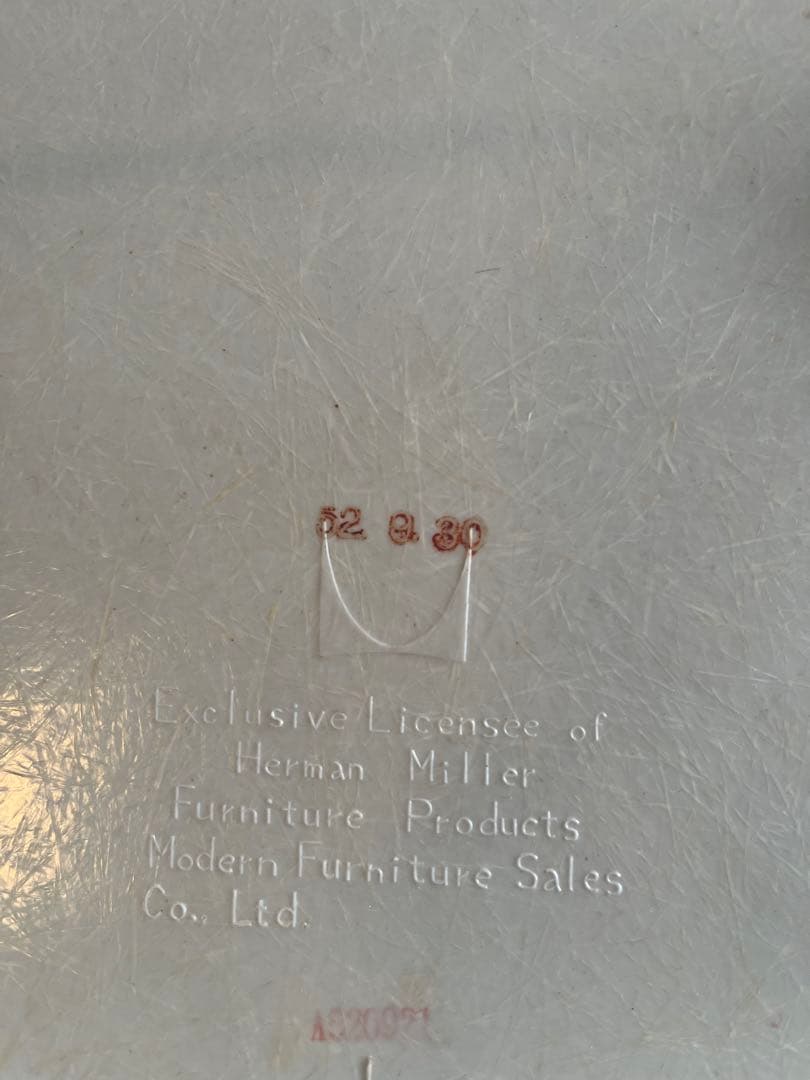 52 9. 30
Exclusive Licensee of
Herman Miller
Furniture Products
Modern Furniture Sales
Co., Ltd.